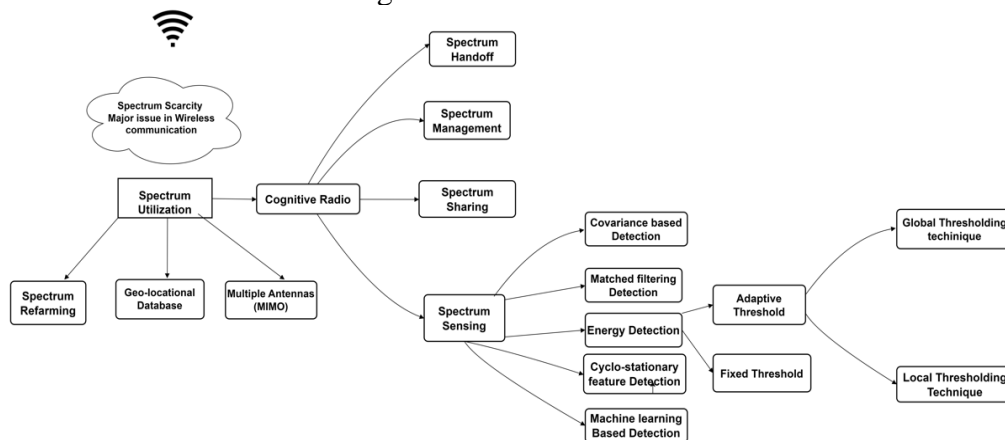 Spectrum Scarcity
Major issue in Wireless
communication
Spectrum
Utilization
Cognitive Radio
Spectrum
Handoff
Spectrum
Management
Spectrum
Sharing
Spectrum
Refarming
Geo-locational
Database
Multiple Antennas
(MIMO)
Spectrum
Sensing
Covariance based
Detection
Matched filtering
Detection
Energy Detection
Cyclo-stationary
feature Detection
Machine learning
Based Detection
Adaptive
Threshold
Fixed Threshold
Global Thresholding
techinique
Local Thresholding
Technique